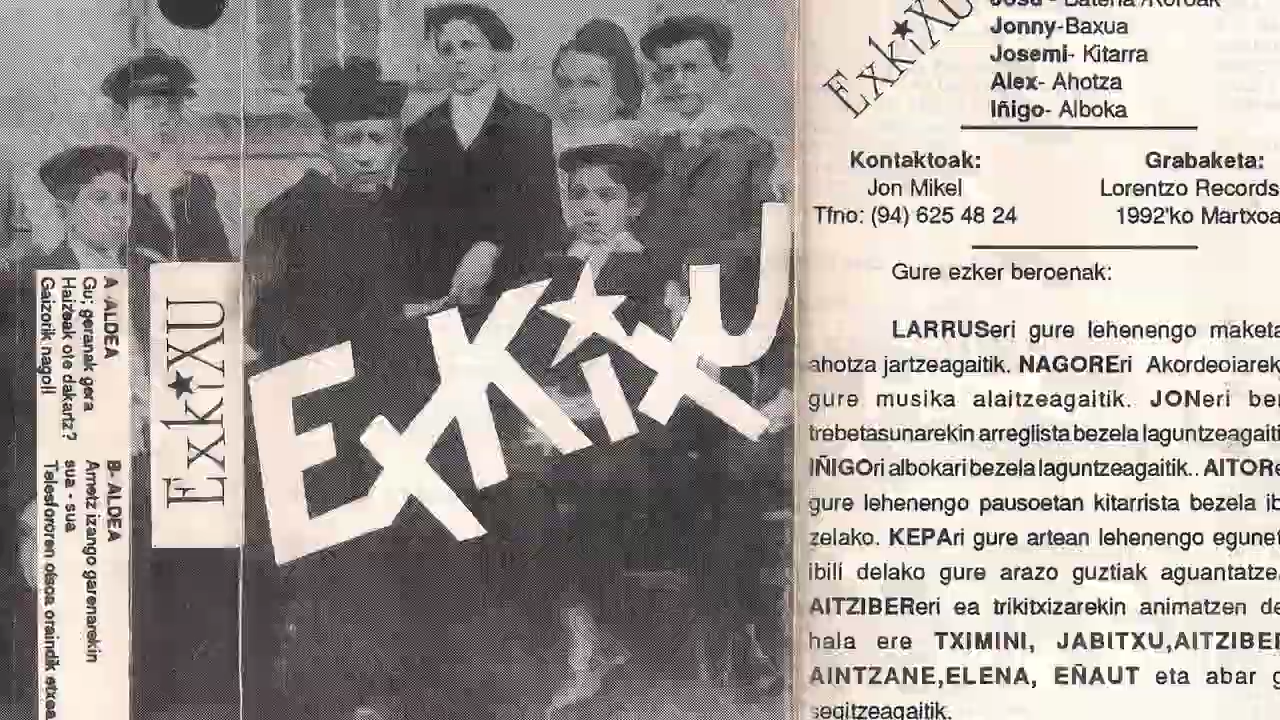 A ALDEA
Gu; geranak gera
Haizeak ote dakartz?
Gaizorik nago!!
B- ALDEA
Ametz izango garenarekin
sua - sua
Telesfororen otsoa oraindik etxea
ExkiXU
ExKiXU
ExkiXU
Josu - Bateria /Koroak
Jonny-Baxua
Josemi- Kitarra
Alex- Ahotza
Iñigo- Alboka
Kontaktoak:
Jon Mikel
Tfno: (94) 625 48 24
Grabaketa:
Lorentzo Records
1992'ko Martxoa
Gure ezker beroenak:
LARRUSeri gure lehenengo maketa
ahotza jartzeagaitik. NAGOREri Akordeoiarek
gure musika alaitzeagaitik. JONeri ber
trebetasunarekin arreglista bezela laguntzeagaiti
IÑIGOri albokari bezela laguntzeagaitik.. AITORe
gure lehenengo pausoetan kitarrista bezela ib
zelako. KEPAri gure artean lehenengo egunet
ibili delako gure arazo guztiak aguantatze
AITZIBEReri ea trikitxizarekin animatzen de
hala ere TXIMINI, JABITXU,AITZIBER
AINTZANE,ELENA, EÑAUT eta abar g
segitzeagaitik.